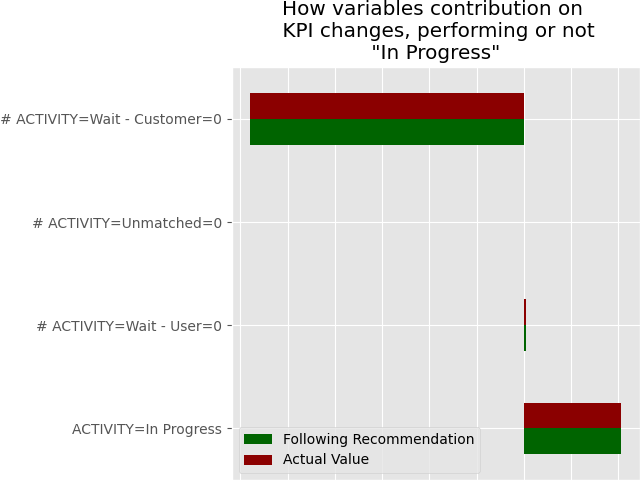 How variables contribution on
KPI changes, performing or not
"In Progress"
# ACTIVITY=Wait - Customer=0
# ACTIVITY=Unmatched=0
# ACTIVITY=Wait - User=0
ACTIVITY=In Progress
Following Recommendation
Actual Value